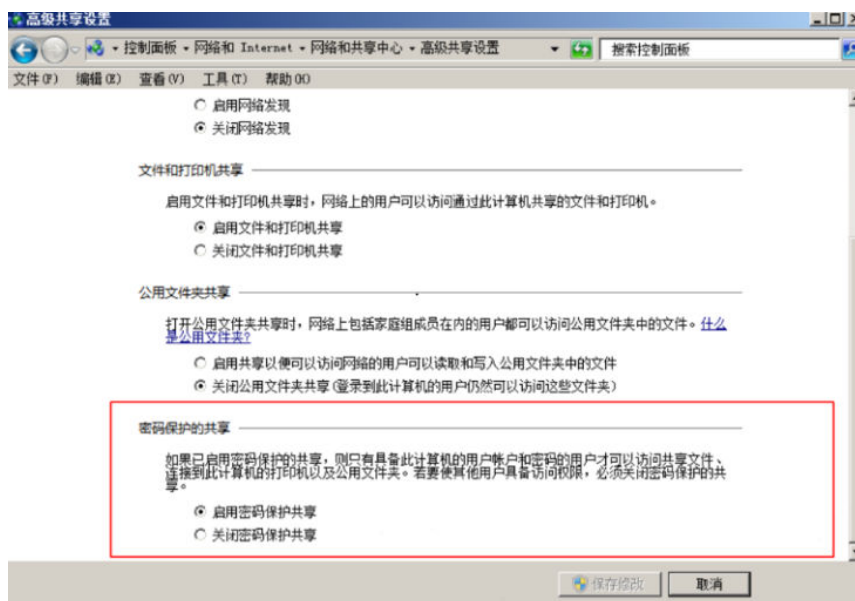 高级共享设置
控制面板 网络和 Internet 网络和共享中心 高级共享设置 搜索控制面板
文件(F) 编辑(E) 查看(V) 工具(T) 帮助(H)
启用网络发现
关闭网络发现
文件和打印机共享
启用文件和打印机共享时，网络上的用户可以访问通过此计算机共享的文件和打印机。
启用文件和打印机共享
关闭文件和打印机共享
公用文件夹共享
打开公用文件夹共享时，网络上包括家庭组成员在内的用户都可以访问公用文件夹中的文件。什么
是公用文件夹?
启用共享以便可以访问网络的用户可以读取和写入公用文件夹中的文件
关闭公用文件夹共享(登录到此计算机的用户仍然可以访问这些文件夹)
密码保护的共享
如果已启用密码保护的共享，则只有具备此计算机的用户帐户和密码的用户才可以访问共享文件、
连接到此计算机的打印机以及公用文件夹。若要使其他用户具备访问权限，必须关闭密码保护的共
享。
启用密码保护共享
关闭密码保护共享
保存修改 取消